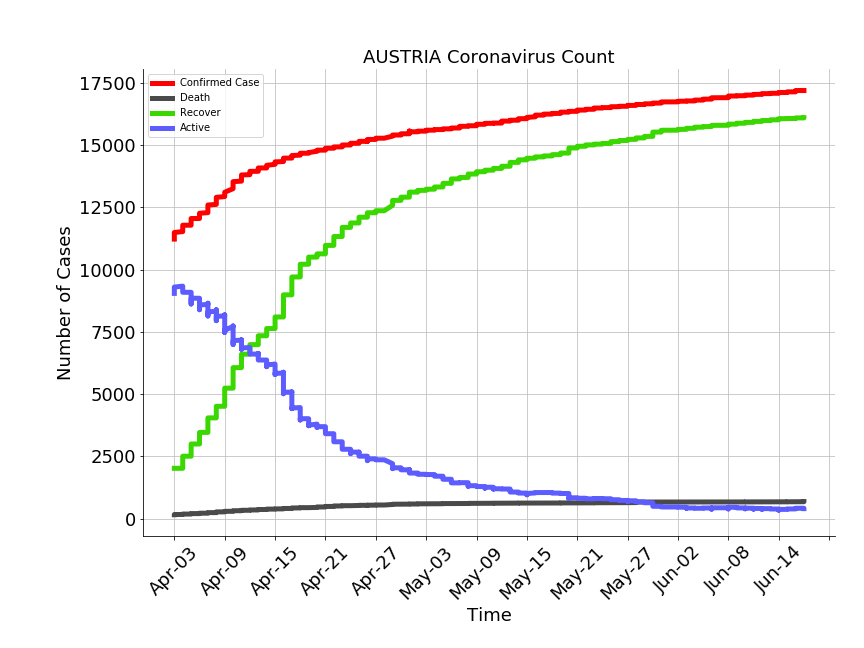 AUSTRIA Coronavirus Count
Confirmed Case
Death
Recover
Active
17500
15000
12500
10000
7500
5000
2500
0
Number of Cases
Apr-03
Apr-09
Apr-15
Apr-21
Apr-27
May-03
May-09
May-15
May-21
May-27
Jun-02
Jun-08
Jun-14
Time